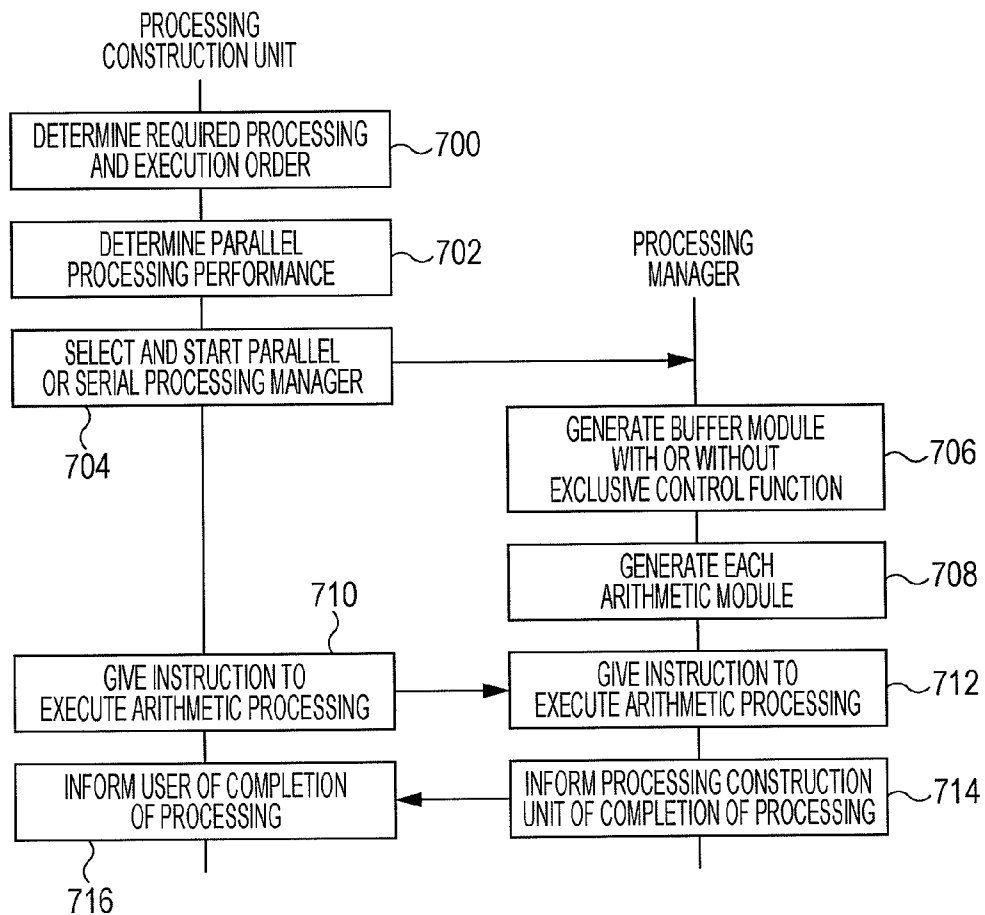 PROCESSING
CONSTRUCTION UNIT
DETERMINE REQUIRED PROCESSING
AND EXECUTION ORDER
700
DETERMINE PARALLEL
PROCESSING PERFORMANCE
702
PROCESSING
MANAGER
SELECT AND START PARALLEL
OR SERIAL PROCESSING MANAGER
704
GENERATE BUFFER MODULE
WITH OR WITHOUT
EXCLUSIVE CONTROL FUNCTION
706
GENERATE EACH
ARITHMETIC MODULE
708
710
GIVE INSTRUCTION TO
EXECUTE ARITHMETIC PROCESSING
GIVE INSTRUCTION TO
EXECUTE ARITHMETIC PROCESSING
712
INFORM USER OF COMPLETION
OF PROCESSING
INFORM PROCESSING CONSTRUCTION
UNIT OF COMPLETION OF PROCESSING
714
716